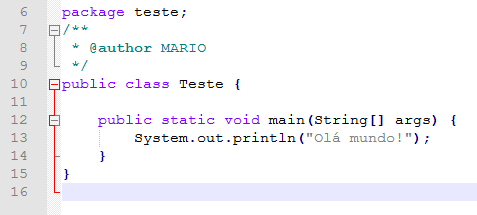 6 package teste;
7 /**
8  * @author MARIO
9  */
10 public class Teste {
11
12     public static void main(String[] args) {
13         System.out.println("Olá mundo!");
14     }
15 }
16